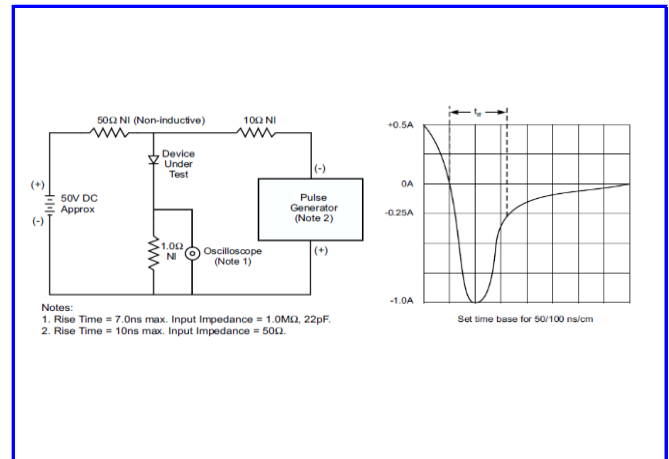 50Ω NI (Non-inductive)
10Ω NI
Device
Under
Test
(+)
50V DC
Approx
(-)
(-)
Pulse
Generator
(Note 2)
(+)
1.0Ω
NI
Oscilloscope
(Note 1)
Notes:
1. Rise Time = 7.0ns max. Input Impedance = 1.0MΩ, 22pF.
2. Rise Time = 10ns max. Input Impedance = 50Ω.
trr
+0.5A
0A
-0.25A
-1.0A
Set time base for 50/100 ns/cm